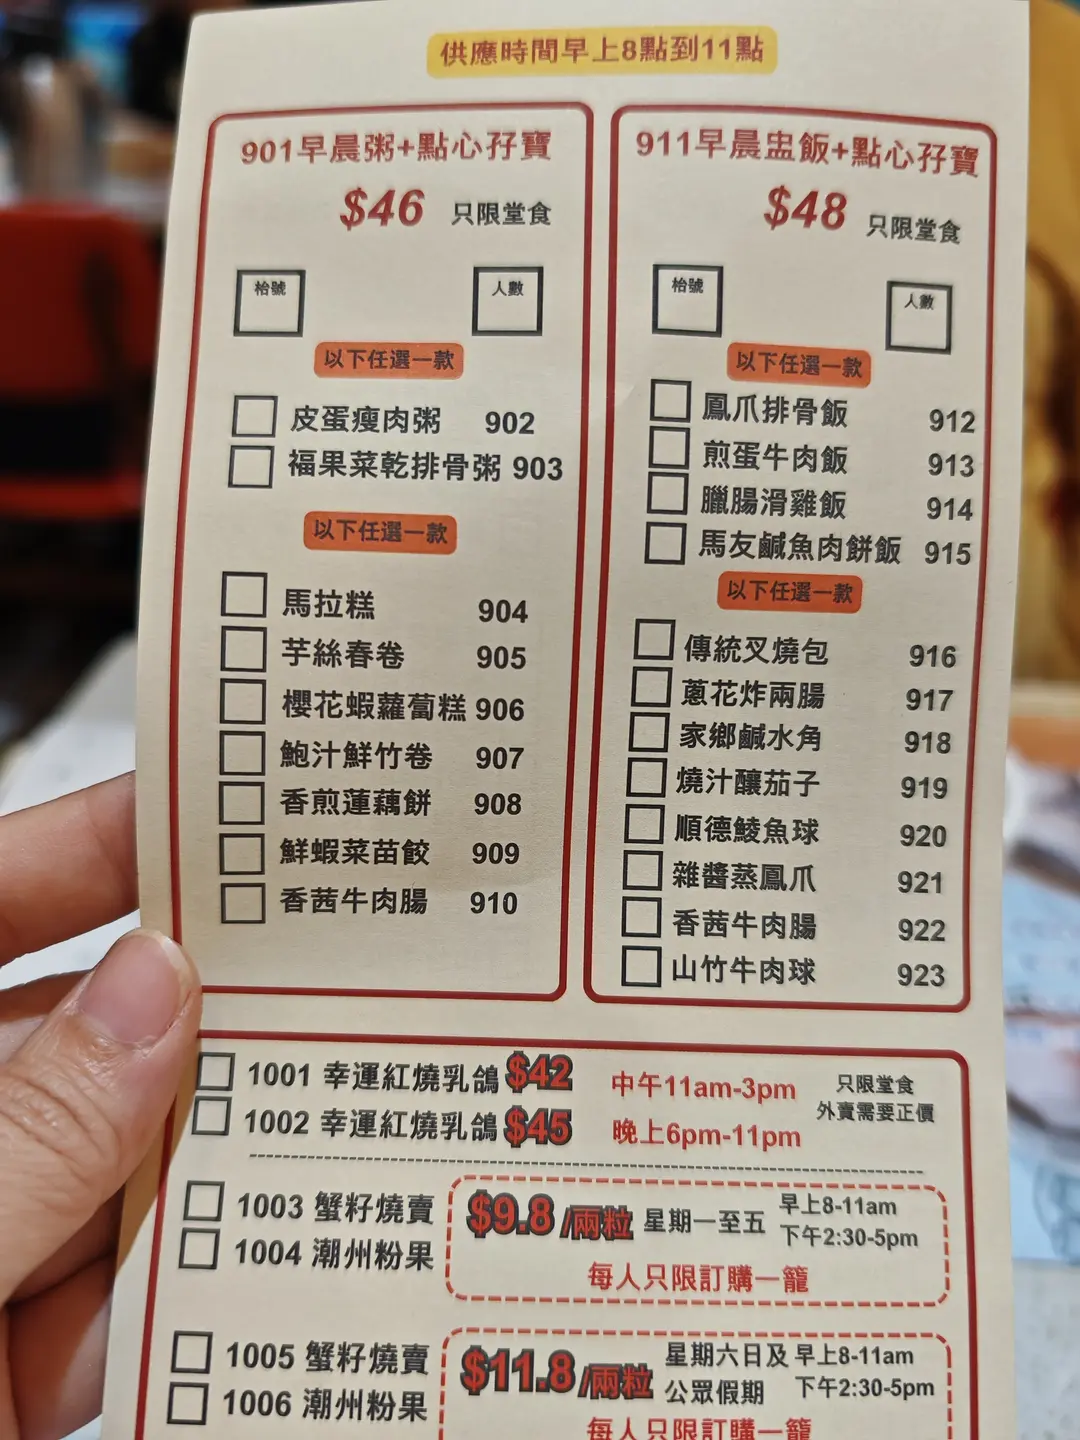 供應時間早上8點到11點
901早晨粥+點心孖寶
$46 只限堂食
枱號 人數
以下任選一款
皮蛋瘦肉粥 902
福果菜乾排骨粥 903
以下任選一款
馬拉糕 904
芋絲春卷 905
櫻花蝦蘿蔔糕 906
鮑汁鮮竹卷 907
香煎蓮藕餅 908
鮮蝦菜苗餃 909
香茜牛肉腸 910
911早晨盅飯+點心孖寶
$48 只限堂食
枱號 人數
以下任選一款
鳳爪排骨飯 912
煎蛋牛肉飯 913
臘腸滑雞飯 914
馬友鹹魚肉餅飯 915
以下任選一款
傳統叉燒包 916
蔥花炸兩腸 917
家鄉鹹水角 918
燒汁釀茄子 919
順德鯪魚球 920
雜醬蒸鳳爪 921
香茜牛肉腸 922
山竹牛肉球 923
1001 幸運紅燒乳鴿 $42 中午11am-3pm 只限堂食
1002 幸運紅燒乳鴿 $45 晚上6pm-11pm 外賣需要正價
1003 蟹籽燒賣
1004 潮州粉果
$9.8/兩粒 星期一至五 早上8-11am
下午2:30-5pm
每人只限訂購一籠
1005 蟹籽燒賣
1006 潮州粉果
$11.8/兩粒 星期六日及 早上8-11am
公眾假期 下午2:30-5pm
每人只限訂購一籠